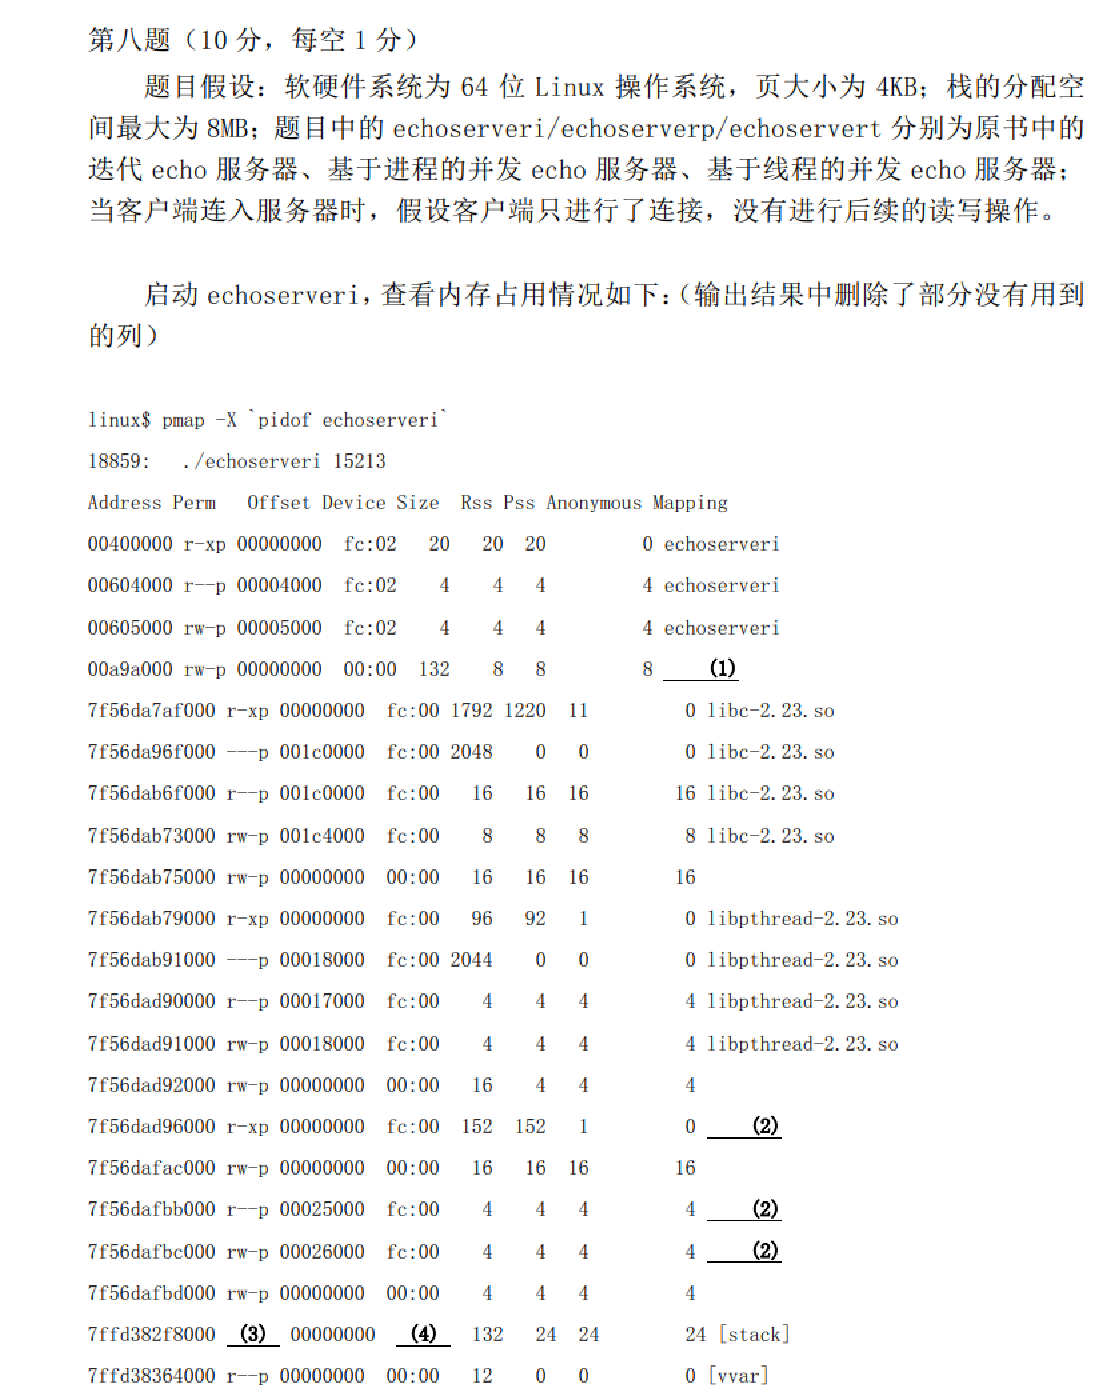 第八题（10 分，每空 1 分）
题目假设：软硬件系统为 64 位 Linux 操作系统，页大小为 4KB；栈的分配空
间最大为 8MB；题目中的 echoserveri/echoserverp/echoservert 分别为原书中的
迭代 echo 服务器、基于进程的并发 echo 服务器、基于线程的并发 echo 服务器；
当客户端连入服务器时，假设客户端只进行了连接，没有进行后续的读写操作。
启动 echoserveri，查看内存占用情况如下：（输出结果中删除了部分没有用到
的列）
linux$ pmap -X `pidof echoserveri`
18859: ./echoserveri 15213
Address Perm Offset Device Size Rss Pss Anonymous Mapping
00400000 r-xp 00000000 fc:02 20 20 20 0 echoserveri
00604000 r--p 00004000 fc:02 4 4 4 4 echoserveri
00605000 rw-p 00005000 fc:02 4 4 4 4 echoserveri
00a9a000 rw-p 00000000 00:00 132 8 8 8 (1)
7f56da7af000 r-xp 00000000 fc:00 1792 1220 11 0 libc-2.23.so
7f56da96f000 ---p 001c0000 fc:00 2048 0 0 0 libc-2.23.so
7f56dab6f000 r--p 001c0000 fc:00 16 16 16 16 libc-2.23.so
7f56dab73000 rw-p 001c4000 fc:00 8 8 8 8 libc-2.23.so
7f56dab75000 rw-p 00000000 00:00 16 16 16 16
7f56dab79000 r-xp 00000000 fc:00 96 92 1 0 libpthread-2.23.so
7f56dab91000 ---p 00018000 fc:00 2044 0 0 0 libpthread-2.23.so
7f56dad90000 r--p 00017000 fc:00 4 4 4 4 libpthread-2.23.so
7f56dad91000 rw-p 00018000 fc:00 4 4 4 4 libpthread-2.23.so
7f56dad92000 rw-p 00000000 00:00 16 4 4 4
7f56dad96000 r-xp 00000000 fc:00 152 152 1 0 (2)
7f56dafac000 rw-p 00000000 00:00 16 16 16 16
7f56dafbb000 r--p 00025000 fc:00 4 4 4 4 (2)
7f56dafbc000 rw-p 00026000 fc:00 4 4 4 4 (2)
7f56dafbd000 rw-p 00000000 00:00 4 4 4 4
7ffd382f8000 (3) 00000000 (4) 132 24 24 24 [stack]
7ffd38364000 r--p 00000000 00:00 12 0 0 0 [vvar]